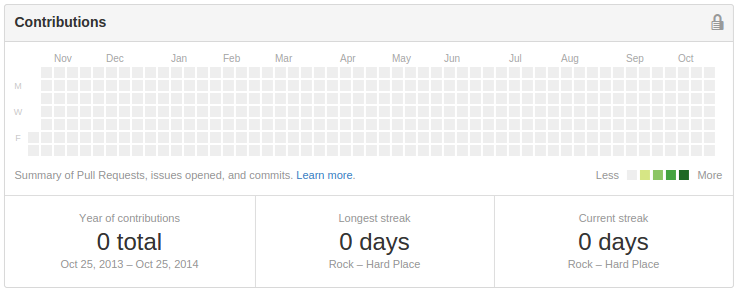 Contributions
Nov Dec Jan Feb Mar Apr May Jun Jul Aug Sep Oct
M
W
F
Summary of Pull Requests, issues opened, and commits. Learn more. Less More
Year of contributions Longest streak Current streak
0 total 0 days 0 days
Oct 25, 2013 – Oct 25, 2014 Rock – Hard Place Rock – Hard Place